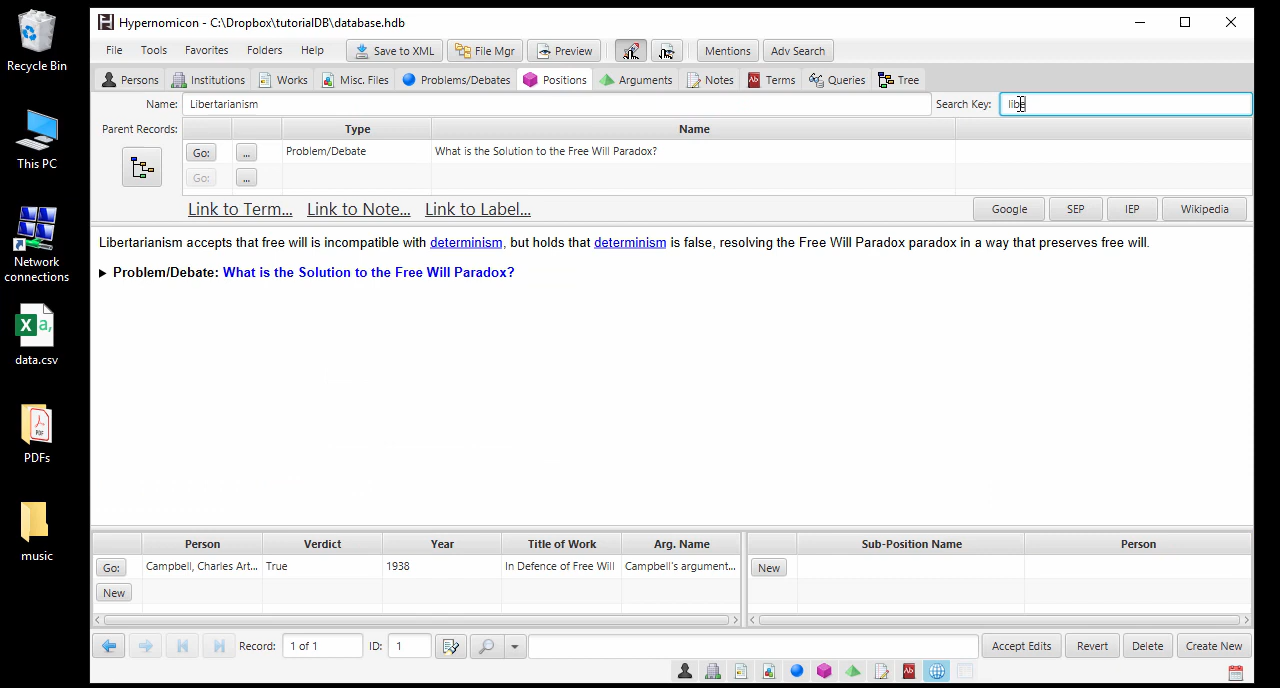 Recycle Bin
This PC
Network connections
data.csv
PDFs
music
Hypernomicon - C:\Dropbox\tutorialDB\database.hdb
File Tools Favorites Folders Help Save to XML File Mgr Preview Mentions Adv Search
Persons Institutions Works Misc. Files Problems/Debates Positions Arguments Notes Terms Queries Tree
Name: Libertarianism Search Key: libe
Parent Records: Type Name
Go: ... Problem/Debate What is the Solution to the Free Will Paradox?
Go: ...
Link to Term... Link to Note... Link to Label... Google SEP IEP Wikipedia
Libertarianism accepts that free will is incompatible with determinism, but holds that determinism is false, resolving the Free Will Paradox paradox in a way that preserves free will.
Problem/Debate: What is the Solution to the Free Will Paradox?
Person Verdict Year Title of Work Arg. Name Sub-Position Name Person
Go: Campbell, Charles Art... True 1938 In Defence of Free Will Campbell's argument... New
New
Record: 1 of 1 ID: 1 Accept Edits Revert Delete Create New